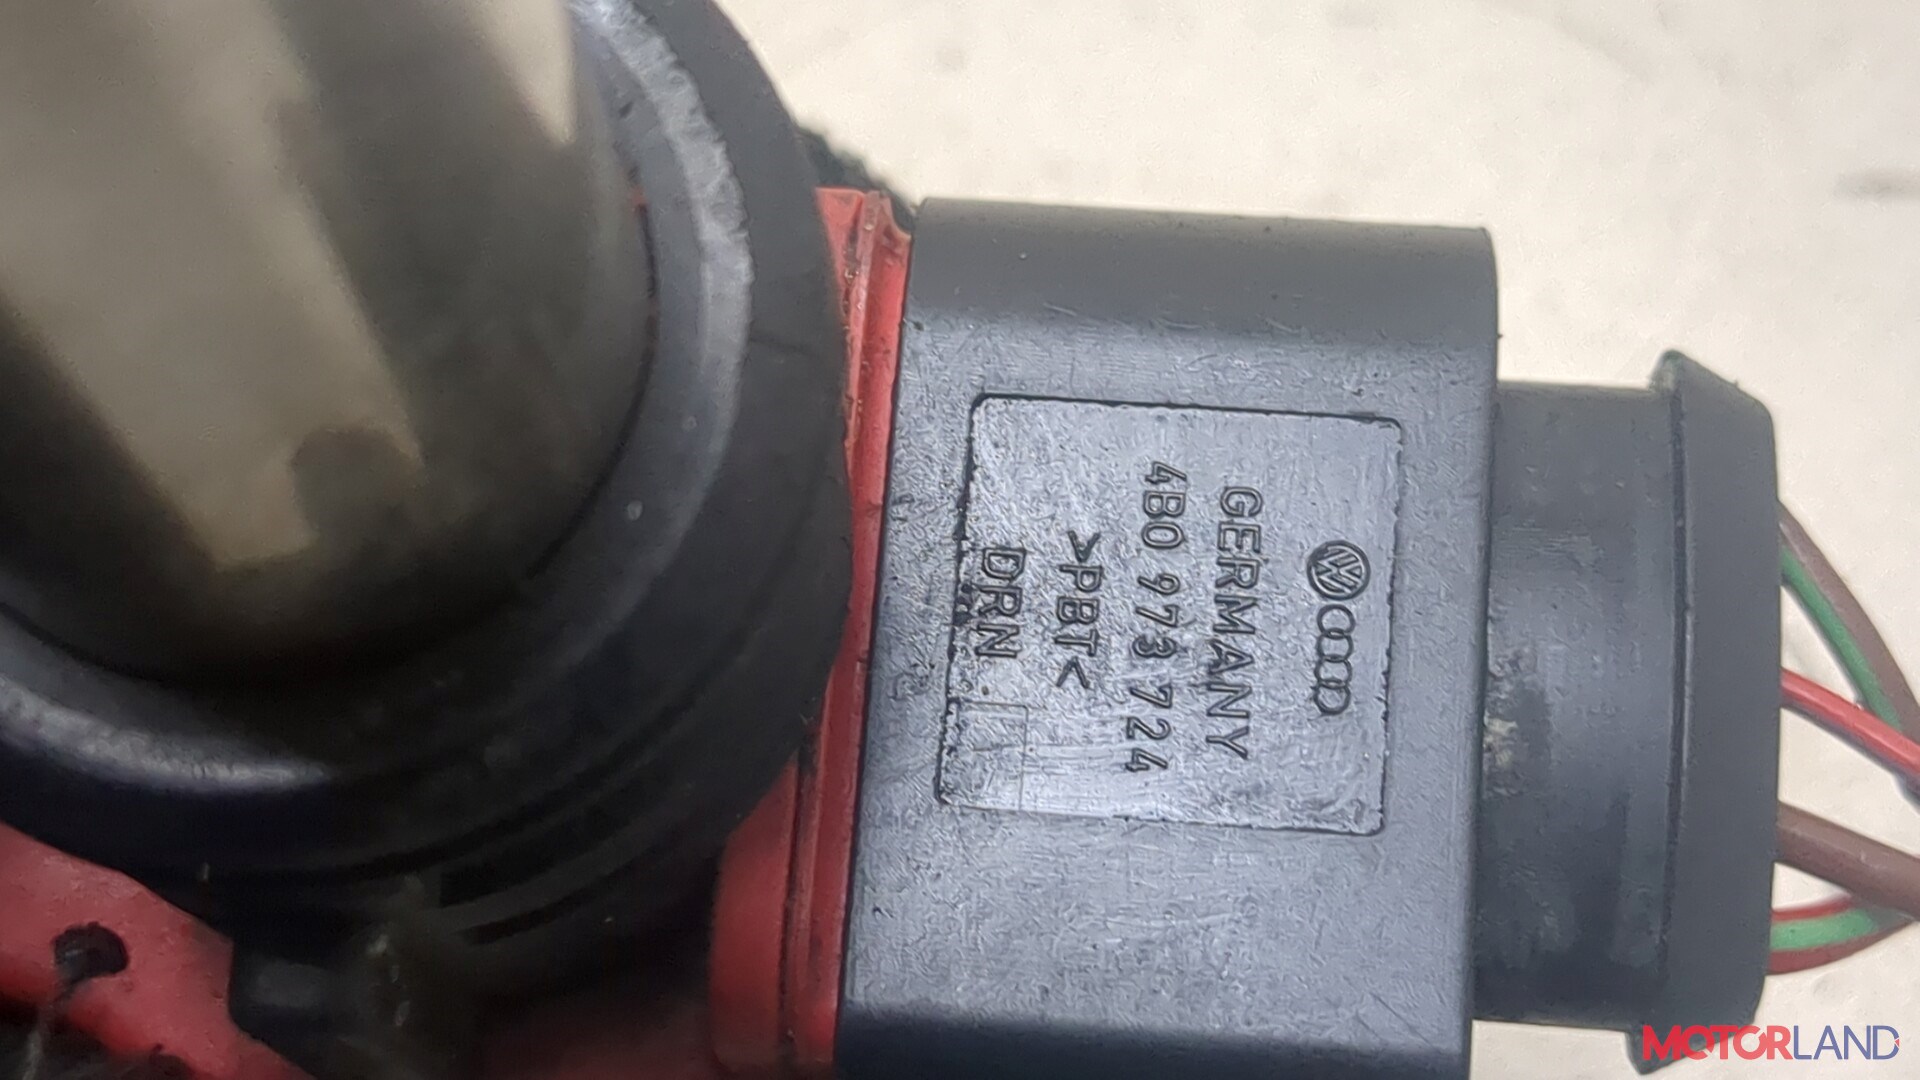 GERMANY
4B0 973 724
>PBT<
DRN
MOTORLAND